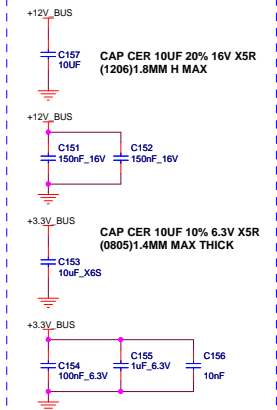 +12V_BUS
C157
10UF
CAP CER 10UF 20% 16V X5R
(1206)1.8MM H MAX
+12V_BUS
C151
150nF_16V
C152
150nF_16V
+3.3V_BUS
CAP CER 10UF 10% 6.3V X5R
(0805)1.4MM MAX THICK
C153
10uF_X6S
+3.3V_BUS
C154
100nF_6.3V
C155
1uF_6.3V
C156
10nF